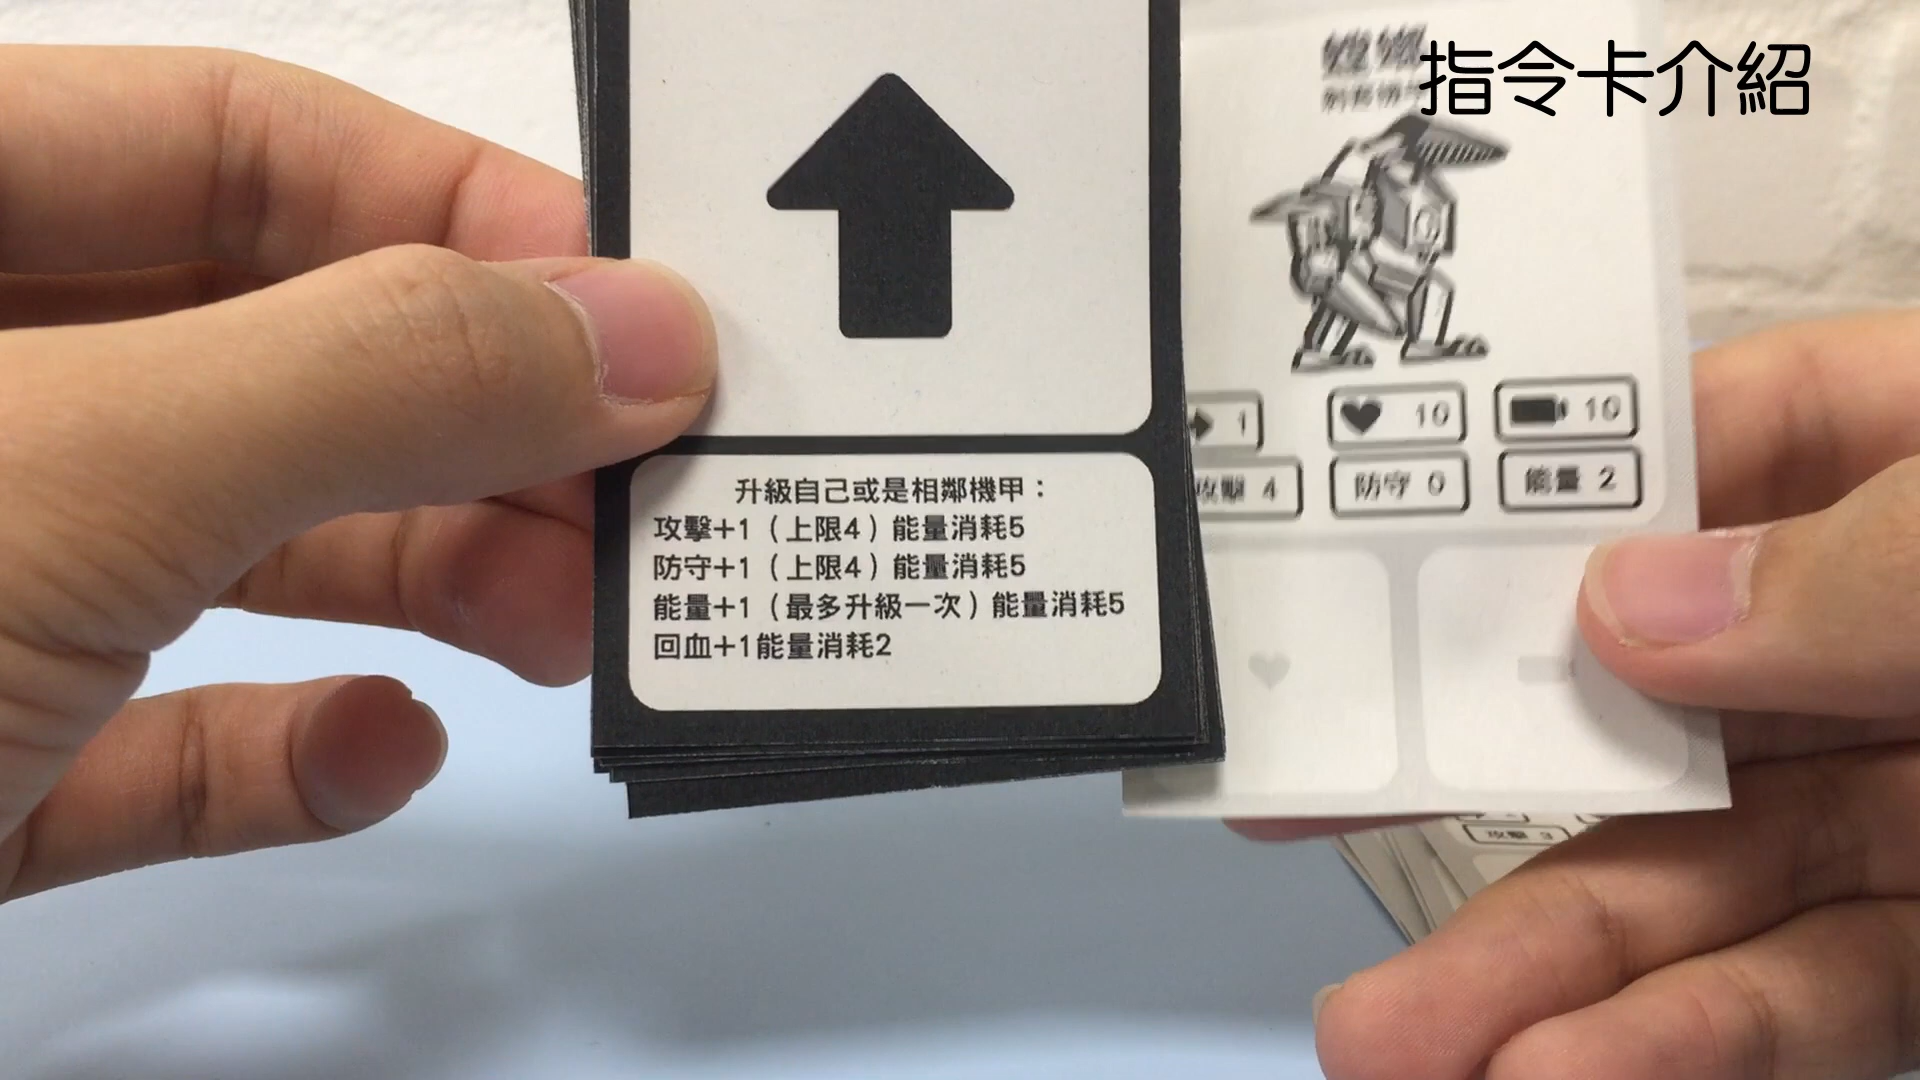 指令卡介紹
升級自己或是相鄰機甲：
攻擊+1（上限4）能量消耗5
防守+1（上限4）能量消耗5
能量+1（最多升級一次）能量消耗5
回血+1能量消耗2
1
10
10
攻擊 4
防守 0
能量 2
攻擊 3